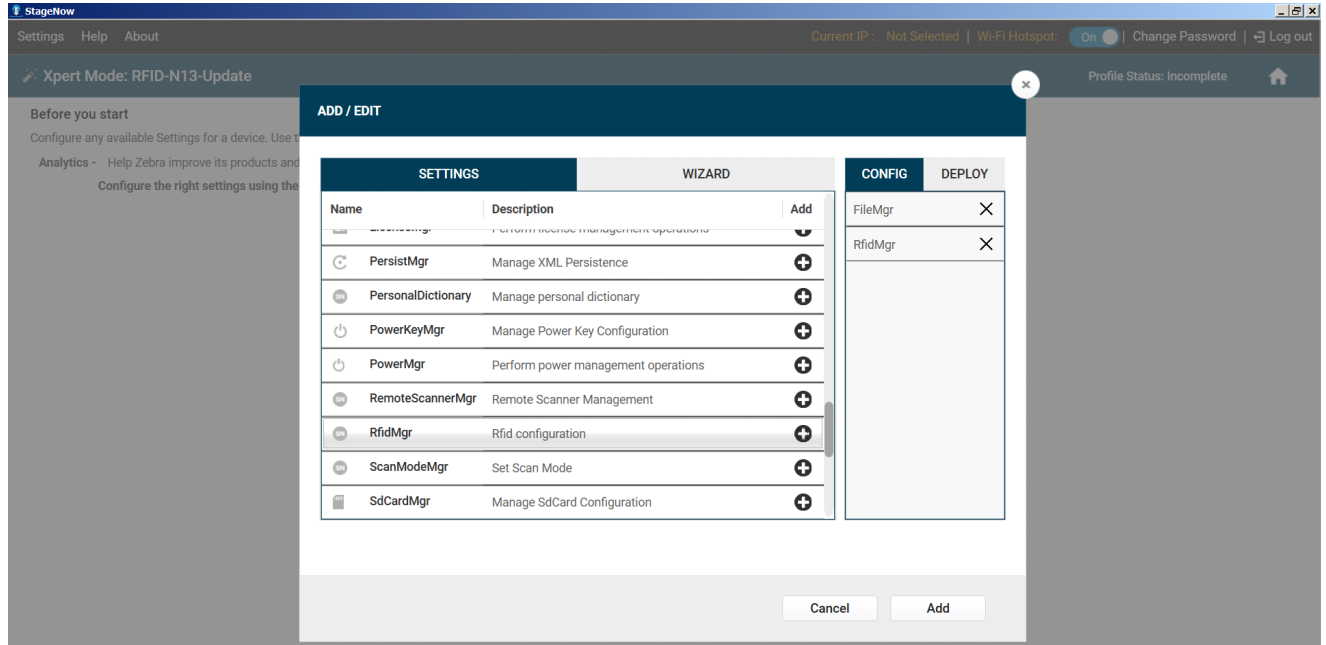 StageNow
Settings Help About Current IP : Not Selected | Wi-Fi Hotspot: On | Change Password | Log out
Xpert Mode: RFID-N13-Update Profile Status: Incomplete
Before you start
Configure any available Settings for a device. Use
Analytics - Help Zebra improve its products and
Configure the right settings using the
ADD / EDIT
SETTINGS WIZARD CONFIG DEPLOY
Name Description Add
Perform license management operations
PersistMgr Manage XML Persistence
PersonalDictionary Manage personal dictionary
PowerKeyMgr Manage Power Key Configuration
PowerMgr Perform power management operations
RemoteScannerMgr Remote Scanner Management
RfidMgr Rfid configuration
ScanModeMgr Set Scan Mode
SdCardMgr Manage SdCard Configuration
FileMgr
RfidMgr
Cancel Add